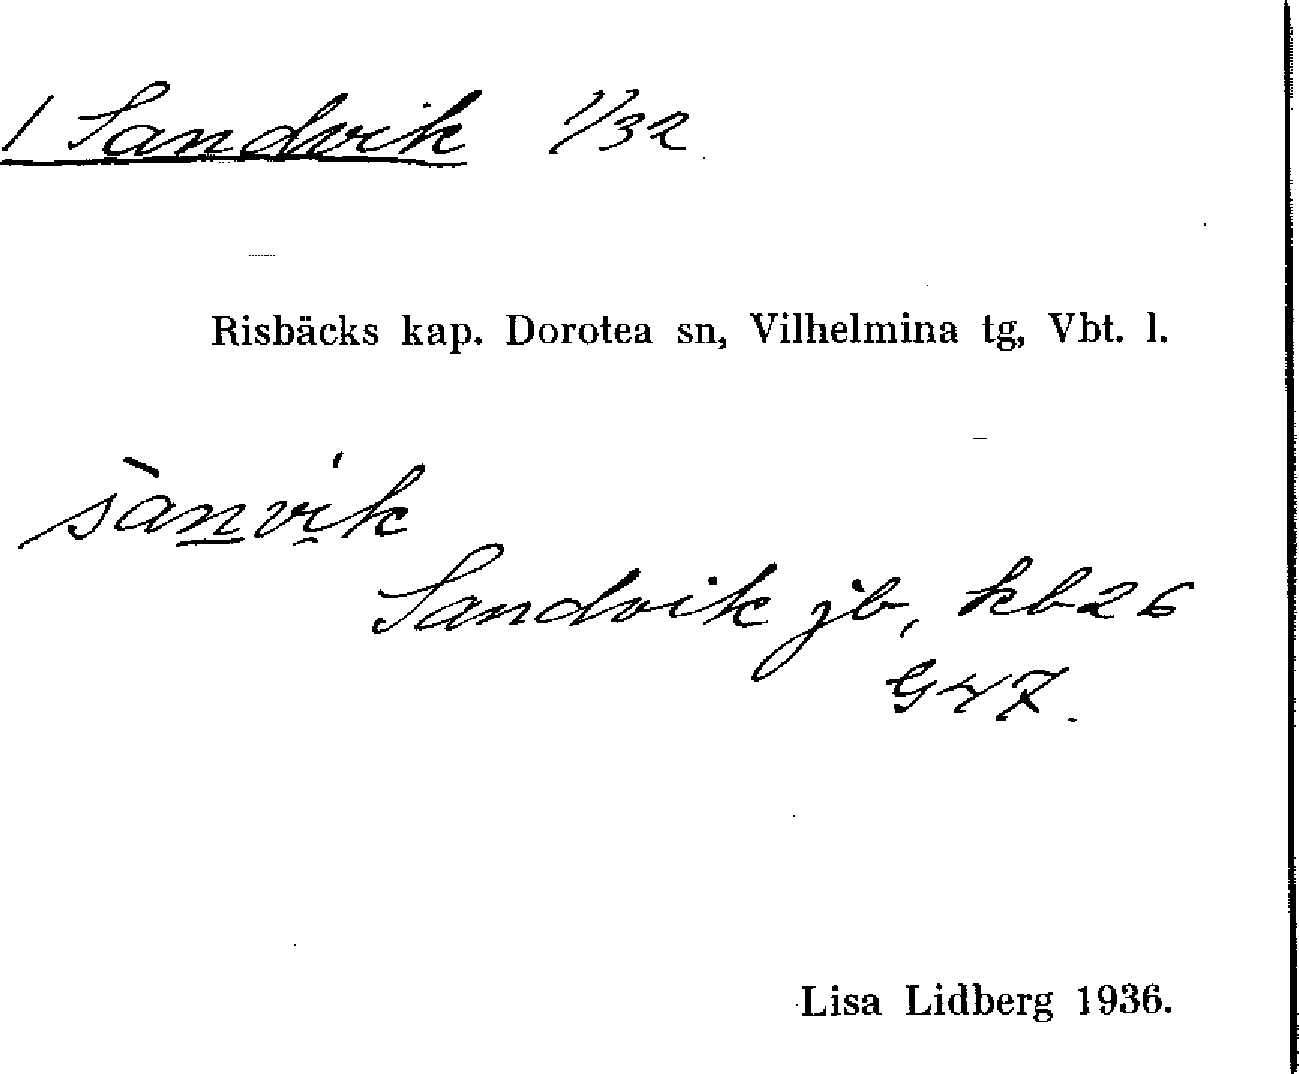 1 Sandvik 1/32
Risbäcks kap. Dorotea sn, Vilhelmina tg, Vbt. l.
sànvik
Sandvik jb, kb 26
G47.
Lisa Lidberg 1936.